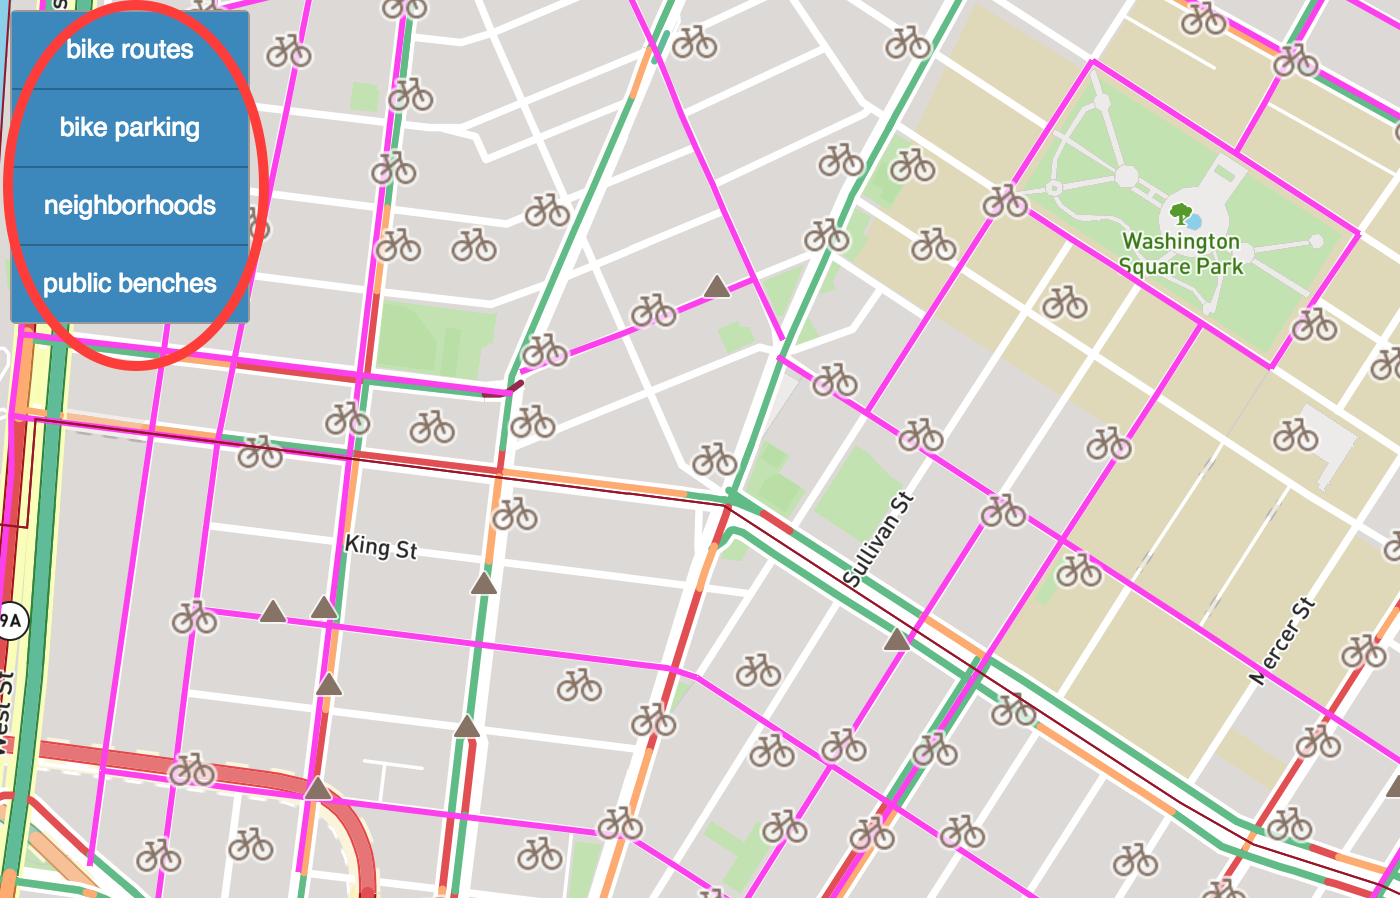 bike routes
bike parking
neighborhoods
public benches
Washington
Square Park
King St
Sullivan St
Mercer St
9A
West St